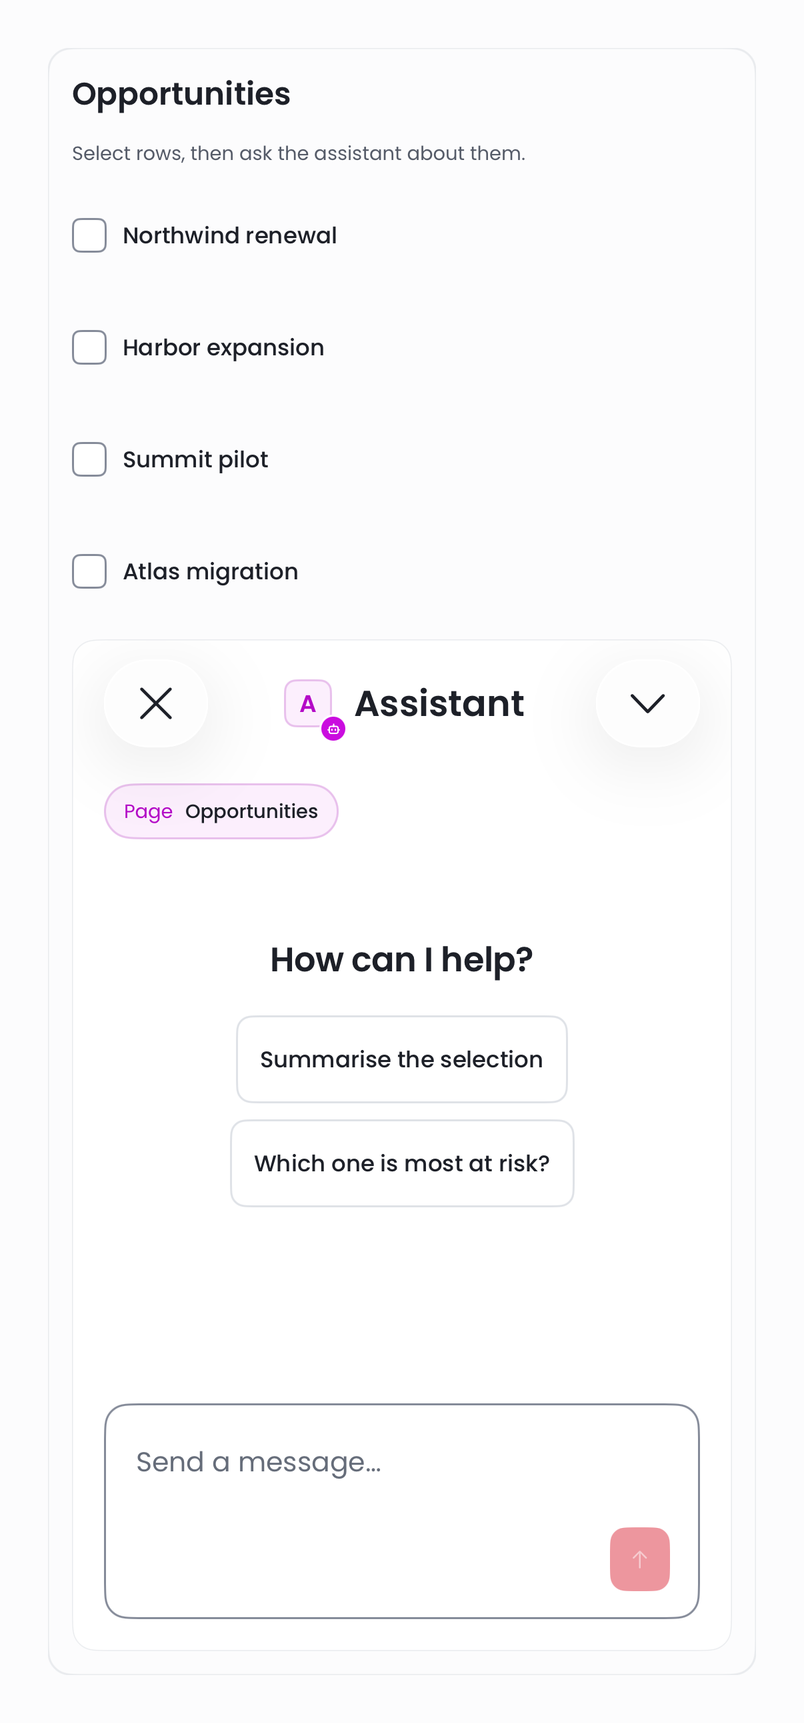 Opportunities
Select rows, then ask the assistant about them.
Northwind renewal
Harbor expansion
Summit pilot
Atlas migration
A Assistant
Page Opportunities
How can I help?
Summarise the selection
Which one is most at risk?
Send a message...